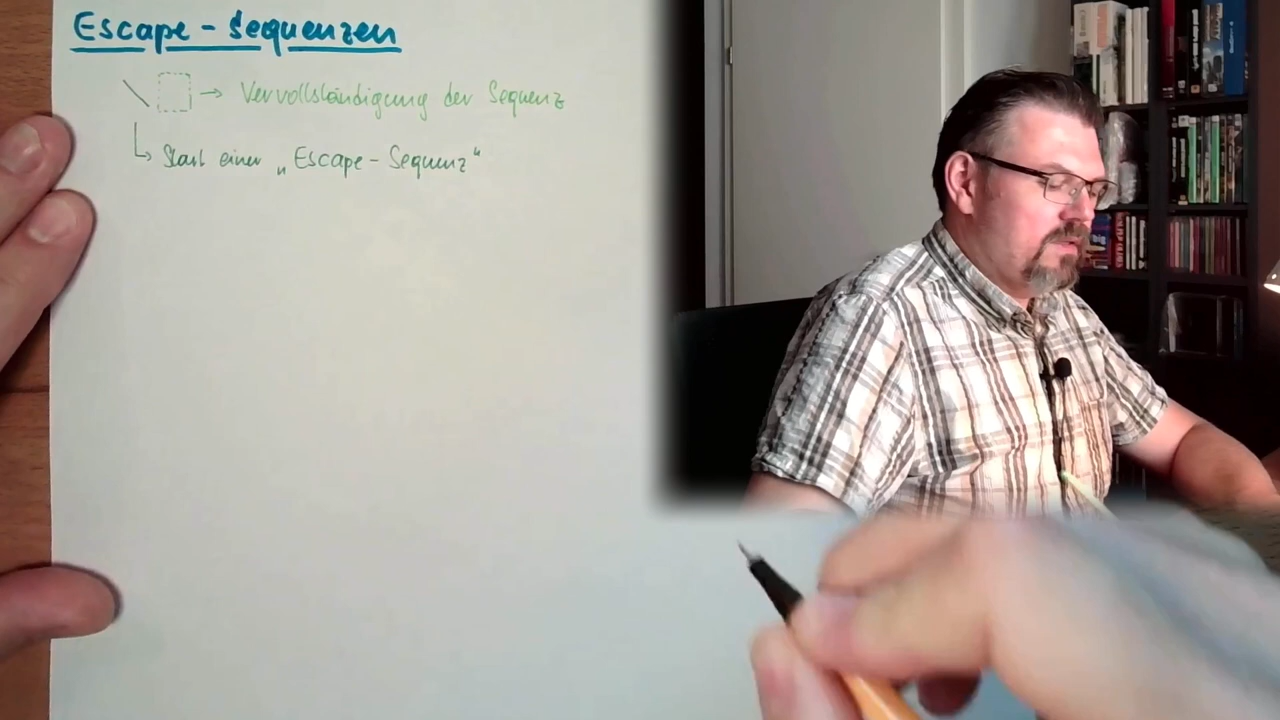 Escape-Sequenzen
\ → Vervollständigung der Sequenz
Start einer „Escape-Sequenz“